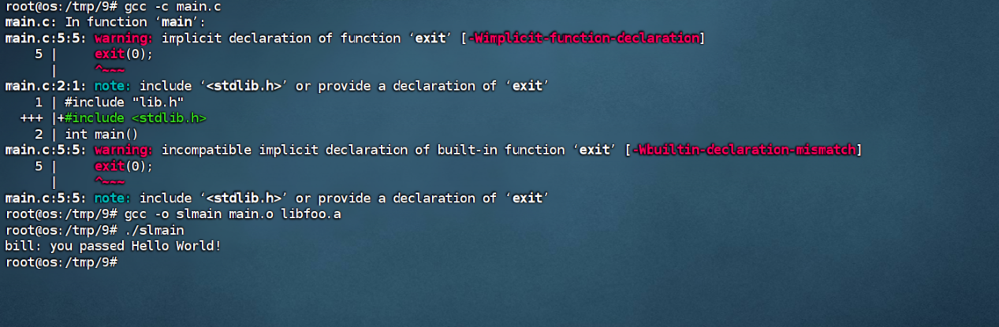 root@os:/tmp/9# gcc -c main.c
main.c: In function ‘main’:
main.c:5:5: warning: implicit declaration of function ‘exit’ [-Wimplicit-function-declaration]
    5 |     exit(0);
      |     ^~~~
main.c:2:1: note: include ‘<stdlib.h>’ or provide a declaration of ‘exit’
    1 | #include "lib.h"
  +++ |+#include <stdlib.h>
    2 | int main()
main.c:5:5: warning: incompatible implicit declaration of built-in function ‘exit’ [-Wbuiltin-declaration-mismatch]
    5 |     exit(0);
      |     ^~~~
main.c:5:5: note: include ‘<stdlib.h>’ or provide a declaration of ‘exit’
root@os:/tmp/9# gcc -o slmain main.o libfoo.a
root@os:/tmp/9# ./slmain
bill: you passed Hello World!
root@os:/tmp/9#